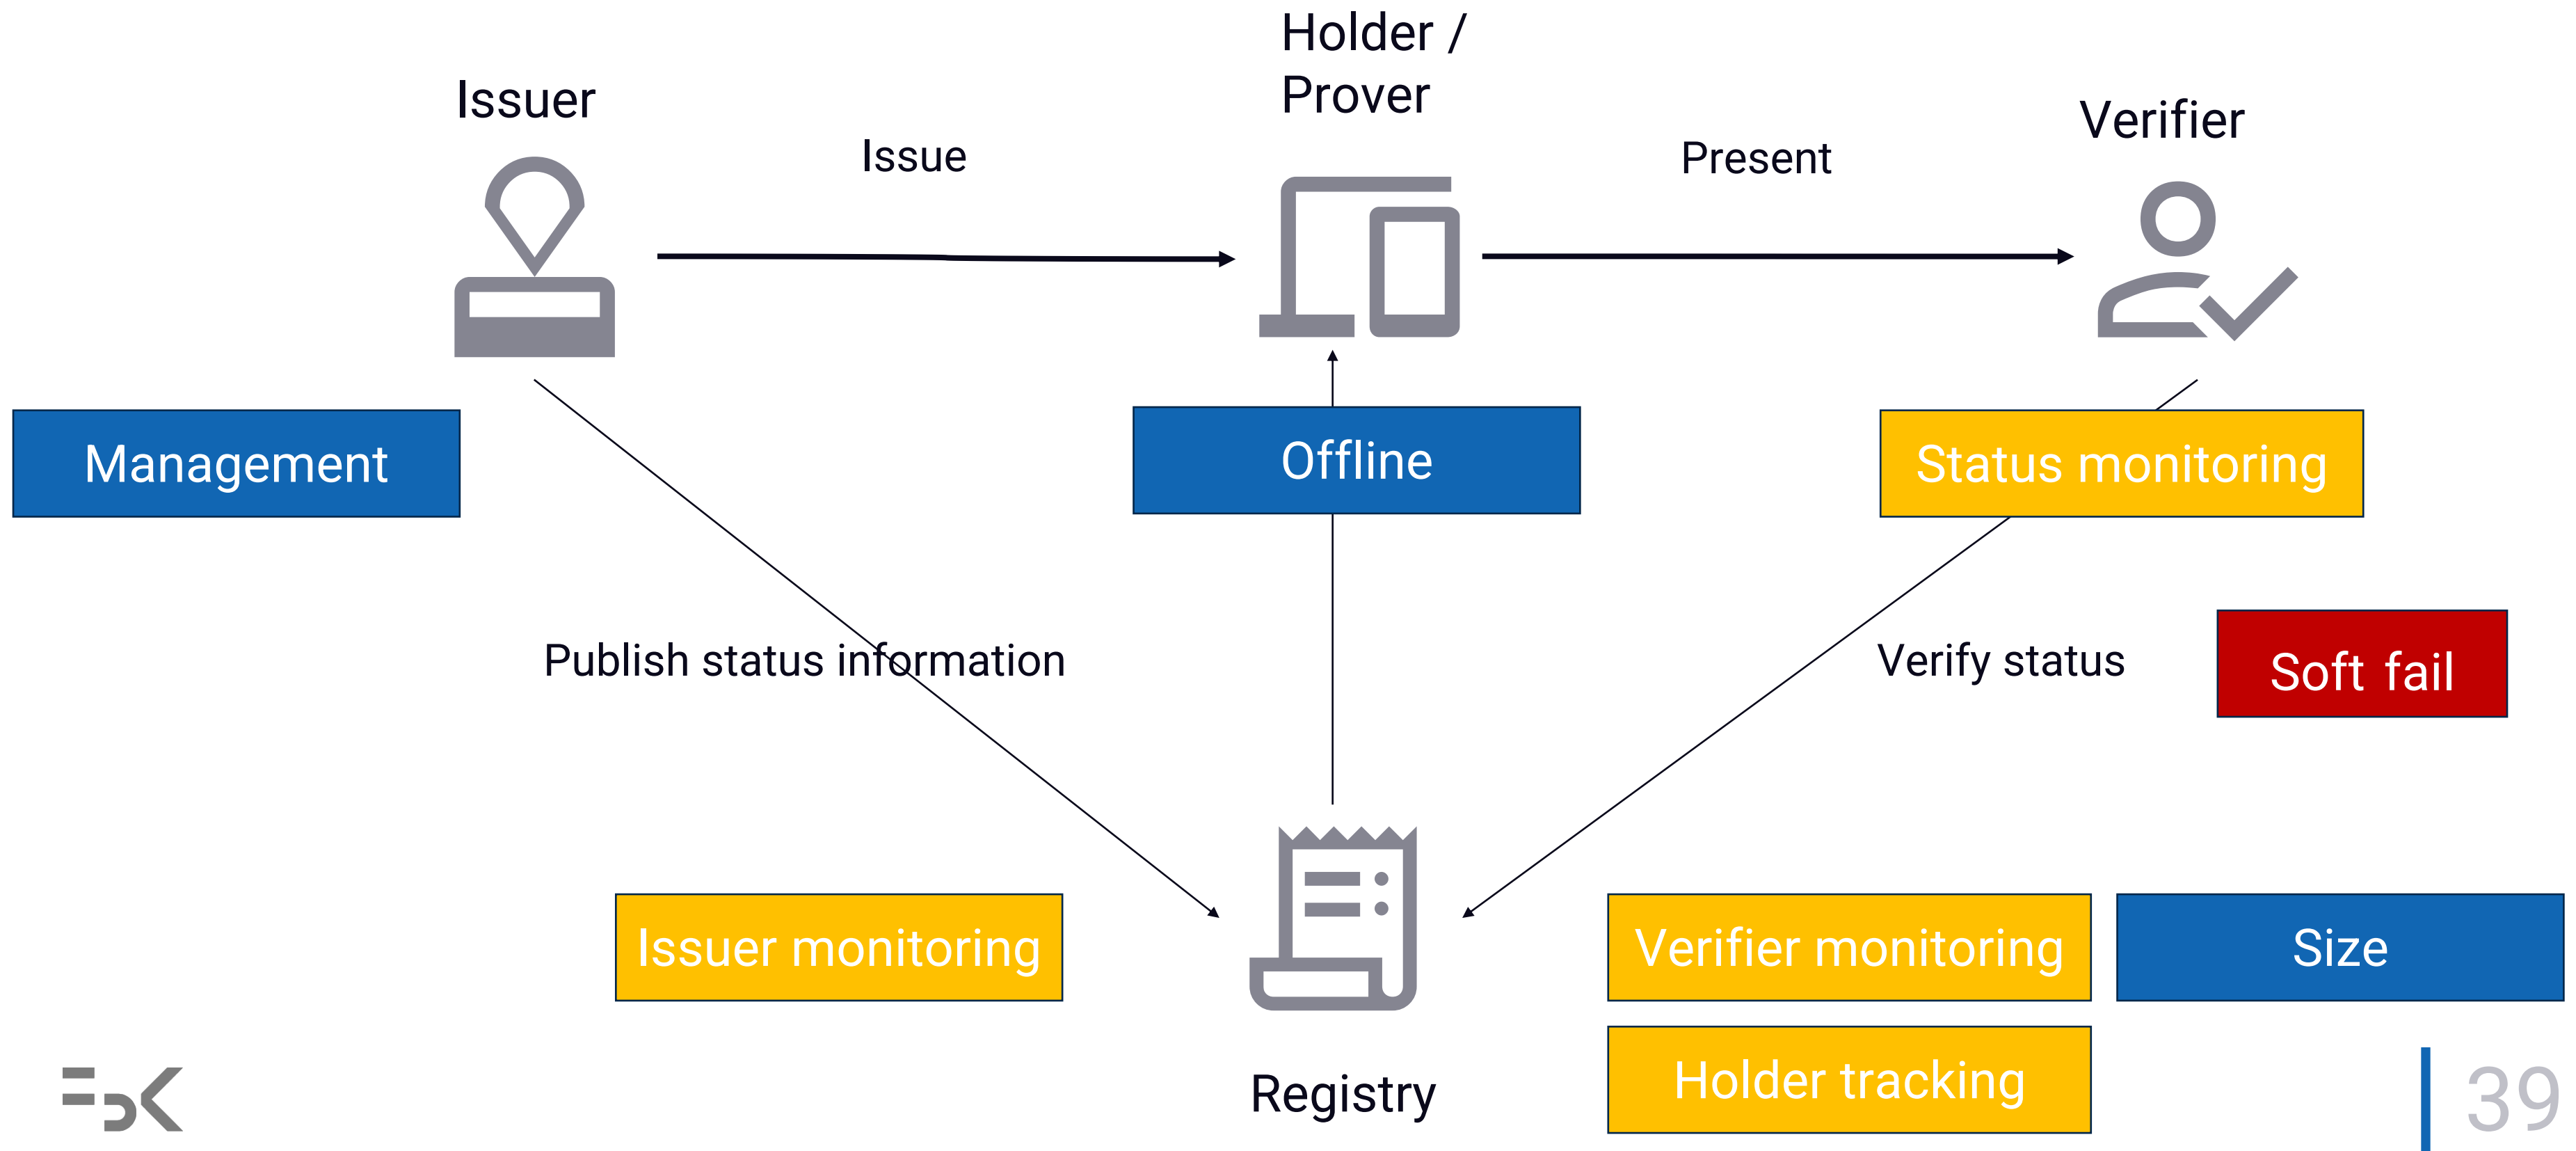 Holder /
Prover
Issuer
Verifier
Issue
Present
Management
Offline
Status monitoring
Publish status information
Verify status
Soft fail
Issuer monitoring
Verifier monitoring
Size
Holder tracking
Registry
FBK
39